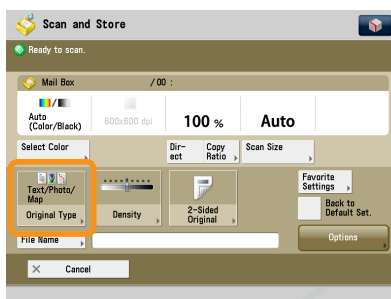 Scan and Store
Ready to scan.
Mail Box / 00 :
Auto
(Color/Black)
600x600 dpi
100 %
Auto
Select Color
Dir-
ect
Copy
Ratio
Scan Size
Text/Photo/
Map
Original Type
Density
2-Sided
Original
Favorite
Settings
Back to
Default Set.
File Name
Options
Cancel